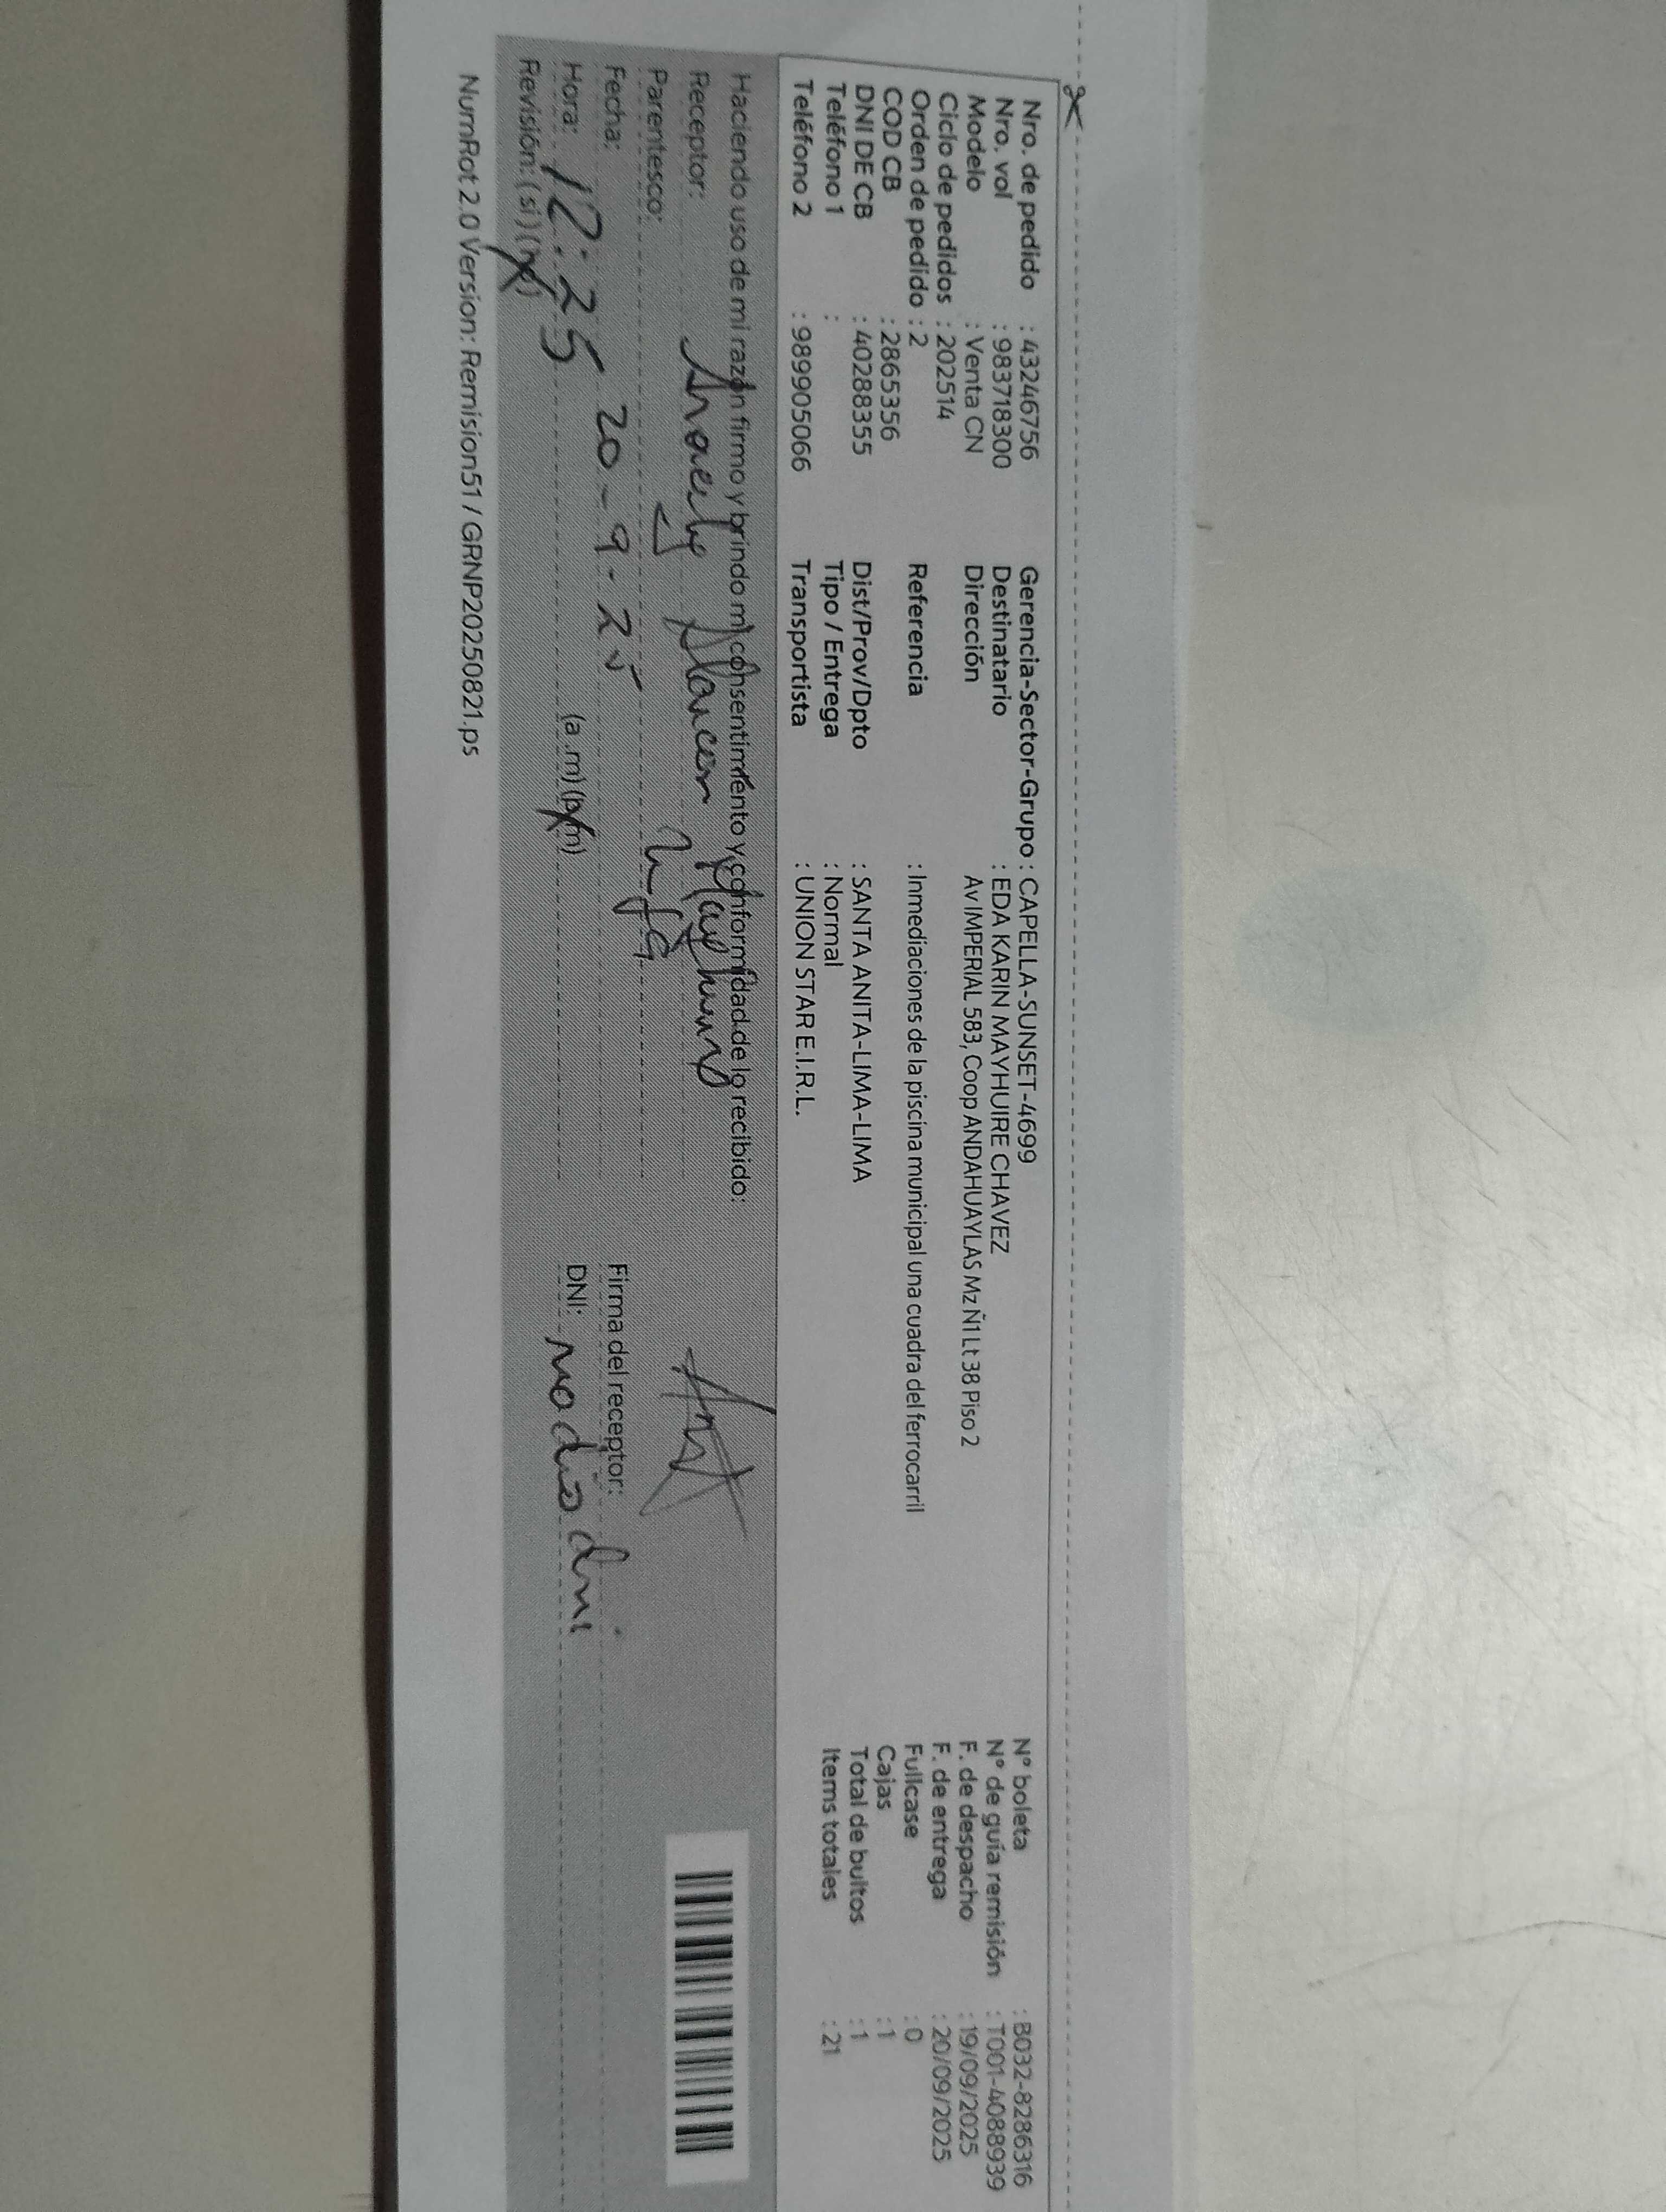 Nro. de pedido : 43246756
Nro. vol : 983718300
Modelo : Venta CN
Ciclo de pedidos : 202514
Orden de pedido : 2
COD CB : 2865356
DNI DE CB : 40288355
Teléfono 1 :
Teléfono 2 : 989905066
Gerencia-Sector-Grupo : CAPELLA-SUNSET-4699
Destinatario : EDA KARIN MAYHUIRE CHAVEZ
Dirección Av IMPERIAL 583, Coop ANDAHUAYLAS Mz Ñ1 Lt 38 Piso 2
Referencia : Inmediaciones de la piscina municipal una cuadra del ferrocarril
Dist/Prov/Dpto : SANTA ANITA-LIMA-LIMA
Tipo / Entrega : Normal
Transportista : UNION STAR E.I.R.L.
N° boleta : B032-8286316
N° de guía remisión : T001-4088939
F. de despacho : 19/09/2025
F. de entrega : 20/09/2025
Fullcase : 0
Cajas : 1
Total de bultos : 1
Items totales : 21
Haciendo uso de mi razón firmo y brindo mi consentimiento y conformidad de lo recibido:
Receptor:
Parentesco:
Fecha: 20-9-25
Hora: 12:25 (a .m) (p.m)
Revisión: ( si ) ( no )
Firma del receptor:
DNI: no dio dni
NumRot 2.0 Version: Remision51 / GRNP20250821.ps